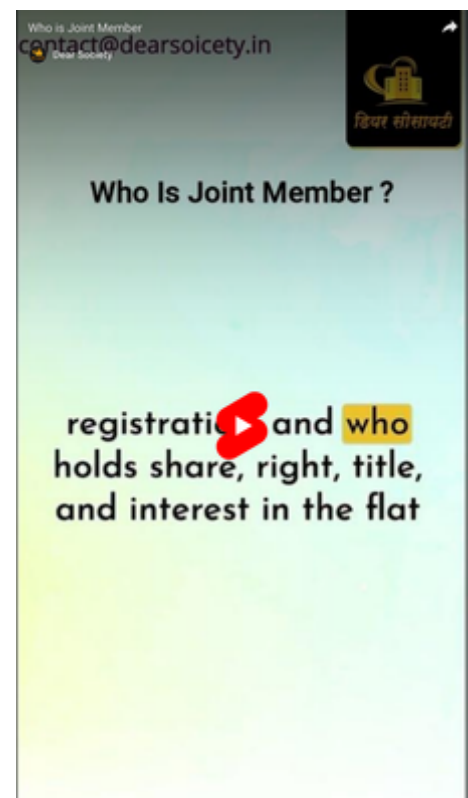 Who is Joint Member
contact@dearsoicety.in
Dear Society
डियर सोसायटी
Who Is Joint Member ?
and who
holds share, right, title,
and interest in the flat